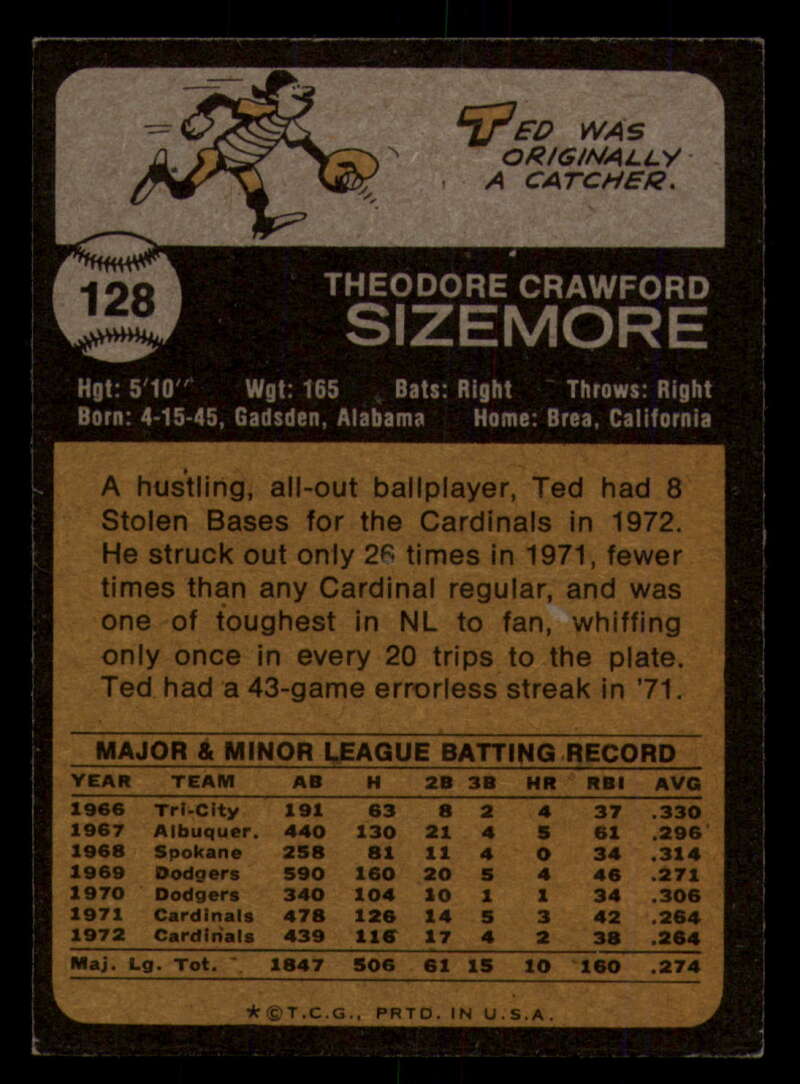 TED WAS
ORIGINALLY
A CATCHER.
128
THEODORE CRAWFORD
SIZEMORE
Hgt: 5'10" Wgt: 165 Bats: Right Throws: Right
Born: 4-15-45, Gadsden, Alabama Home: Brea, California
A hustling, all-out ballplayer, Ted had 8
Stolen Bases for the Cardinals in 1972.
He struck out only 26 times in 1971, fewer
times than any Cardinal regular, and was
one of toughest in NL to fan, whiffing
only once in every 20 trips to the plate.
Ted had a 43-game errorless streak in '71.
MAJOR & MINOR LEAGUE BATTING RECORD
YEAR TEAM AB H 2B 3B HR RBI AVG
1966 Tri-City 191 63 8 2 4 37 .330
1967 Albuquer. 440 130 21 4 5 61 .296
1968 Spokane 258 81 11 4 0 34 .314
1969 Dodgers 590 160 20 5 4 46 .271
1970 Dodgers 340 104 10 1 1 34 .306
1971 Cardinals 478 126 14 5 3 42 .264
1972 Cardinals 439 116 17 4 2 38 .264
Maj. Lg. Tot. 1847 506 61 15 10 160 .274
*©T.C.G., PRTD. IN U.S.A.